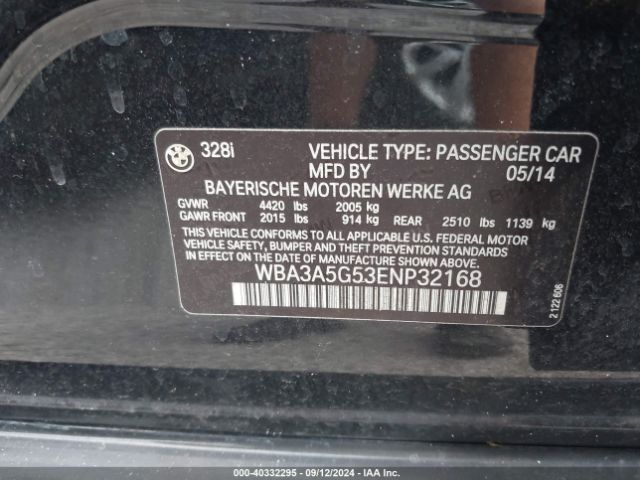 328i VEHICLE TYPE: PASSENGER CAR
MFD BY 05/14
BAYERISCHE MOTOREN WERKE AG
GVWR 4420 lbs 2005 kg
GAWR FRONT 2015 lbs 914 kg REAR 2510 lbs 1139 kg
THIS VEHICLE CONFORMS TO ALL APPLICABLE U.S. FEDERAL MOTOR
VEHICLE SAFETY, BUMPER AND THEFT PREVENTION STANDARDS
IN EFFECT ON THE DATE OF MANUFACTURE SHOWN ABOVE.
WBA3A5G53ENP32168
2 122 606
000-40332295 - 09/12/2024 - IAA Inc.